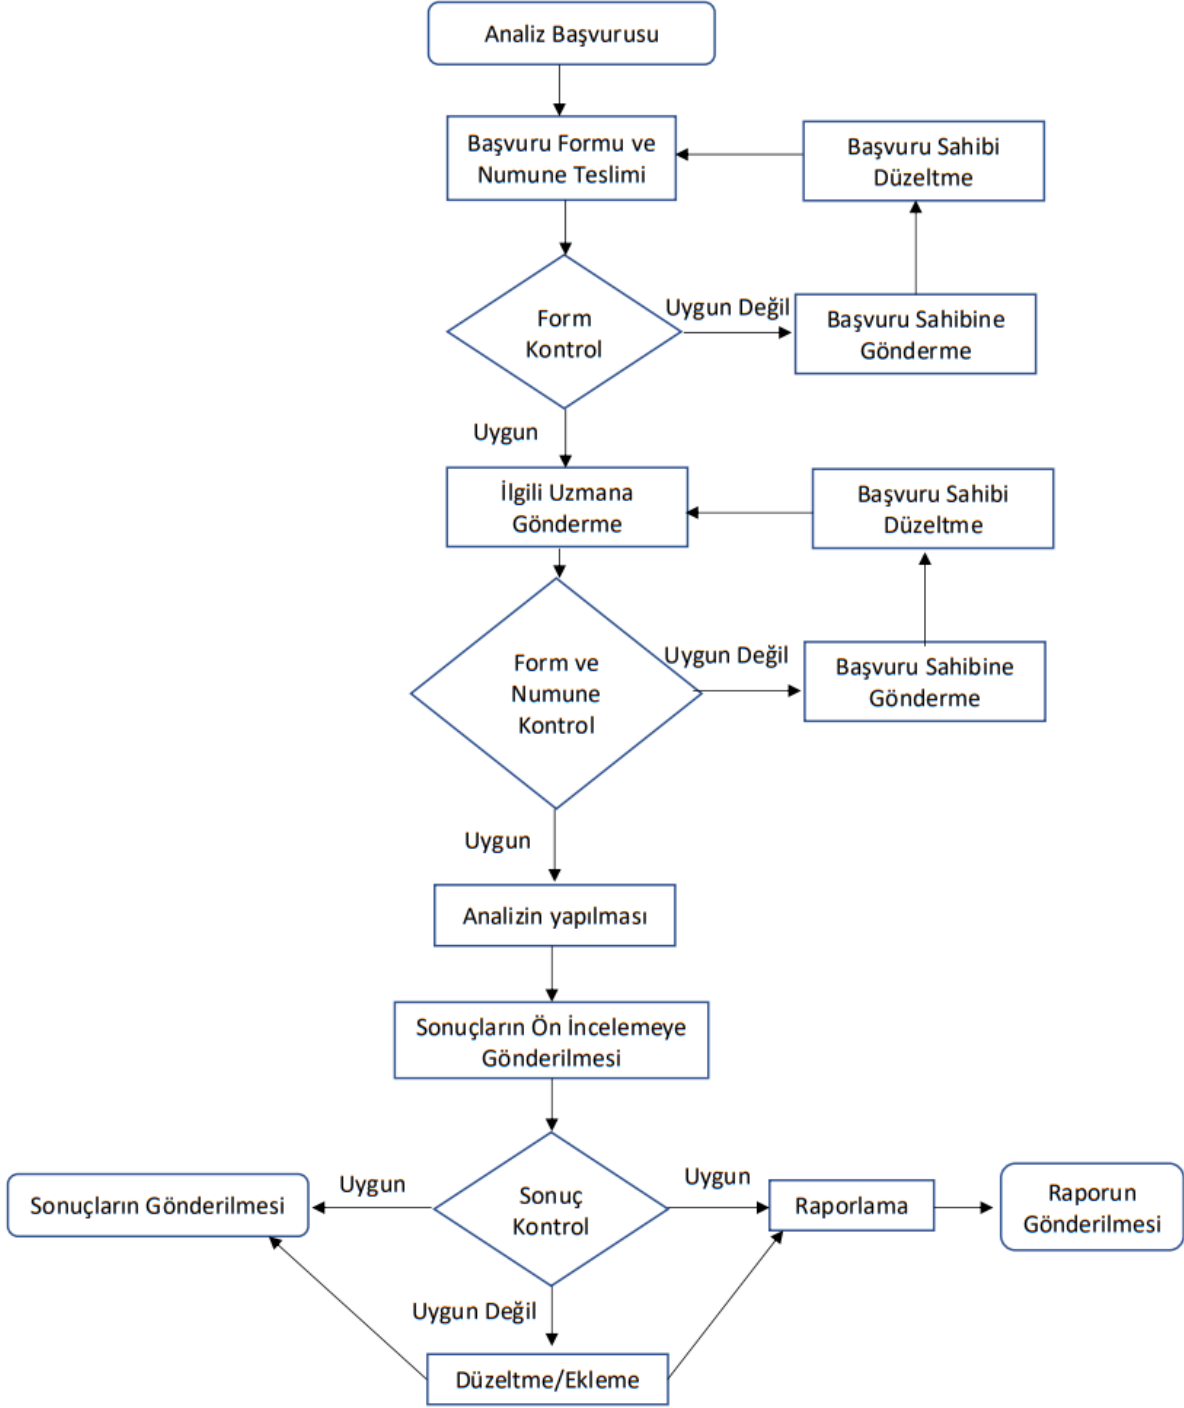 Analiz Başvurusu
Başvuru Formu ve
Numune Teslimi
Başvuru Sahibi
Düzeltme
Form
Kontrol
Uygun Değil
Başvuru Sahibine
Gönderme
Uygun
İlgili Uzmana
Gönderme
Başvuru Sahibi
Düzeltme
Form ve
Numune
Kontrol
Uygun Değil
Başvuru Sahibine
Gönderme
Uygun
Analizin yapılması
Sonuçların Ön İncelemeye
Gönderilmesi
Sonuçların Gönderilmesi
Uygun
Sonuç
Kontrol
Uygun
Raporlama
Raporun
Gönderilmesi
Uygun Değil
Düzeltme/Ekleme